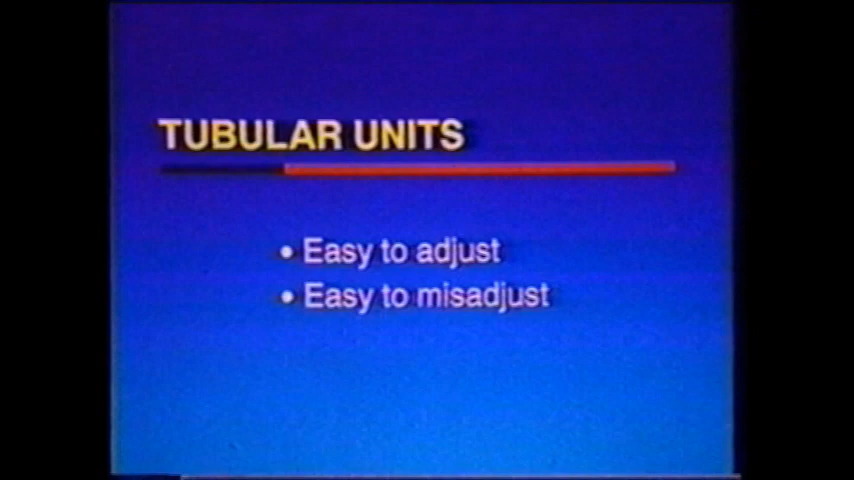 TUBULAR UNITS
• Easy to adjust
• Easy to misadjust